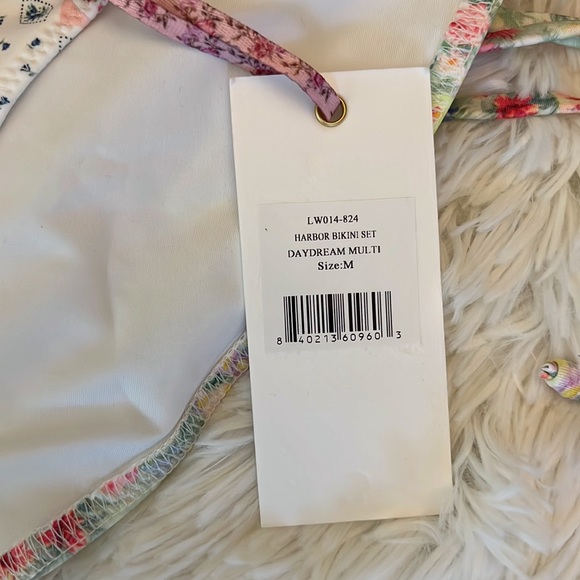 LW014-824
HARBOR BIKINI SET
DAYDREAM MULTI
Size:M
8 40213 60960 3